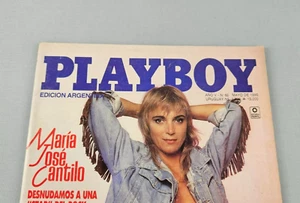 PLAYBOY
EDICION ARGENTINA
María
José
Cantilo
DESNUDAMOS A UNA